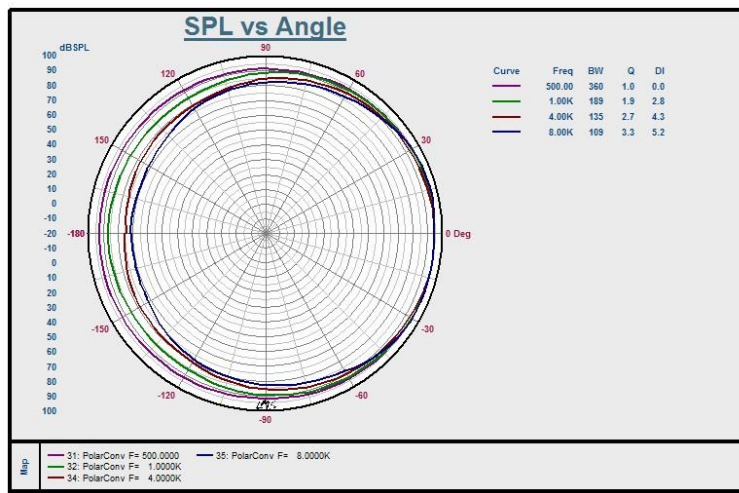 SPL vs Angle
dBSPL
100
90
80
70
60
50
40
30
20
10
0
-10
-20
-10
0
10
20
30
40
50
60
70
80
90
100
90
120
60
150
30
-180
0 Deg
-150
-30
-120
-60
-90
Curve Freq BW Q DI
500.00 360 1.0 0.0
1.00K 189 1.9 2.8
4.00K 135 2.7 4.3
8.00K 109 3.3 5.2
Map
31: PolarConv F= 500.0000
35: PolarConv F= 8.0000K
32: PolarConv F= 1.0000K
34: PolarConv F= 4.0000K